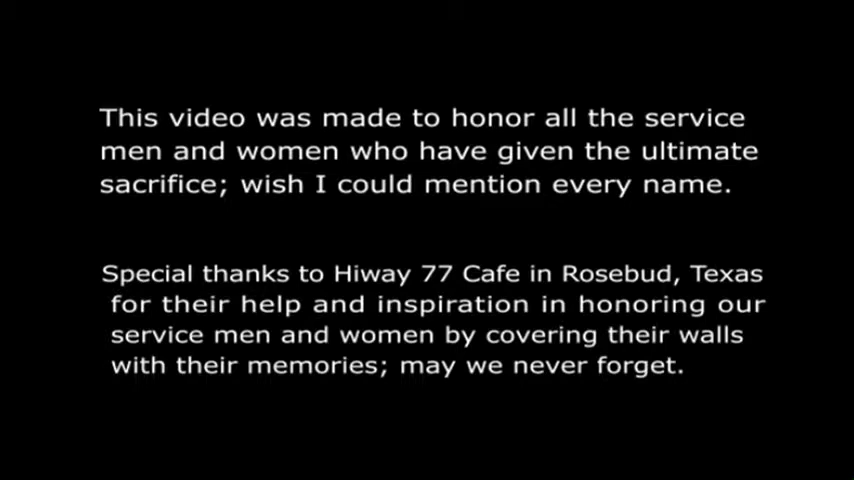 This video was made to honor all the service
men and women who have given the ultimate
sacrifice; wish I could mention every name.
Special thanks to Hiway 77 Cafe in Rosebud, Texas
for their help and inspiration in honoring our
service men and women by covering their walls
with their memories; may we never forget.